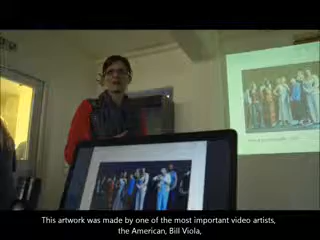 This artwork was made by one of the most important video artists,
the American, Bill Viola,